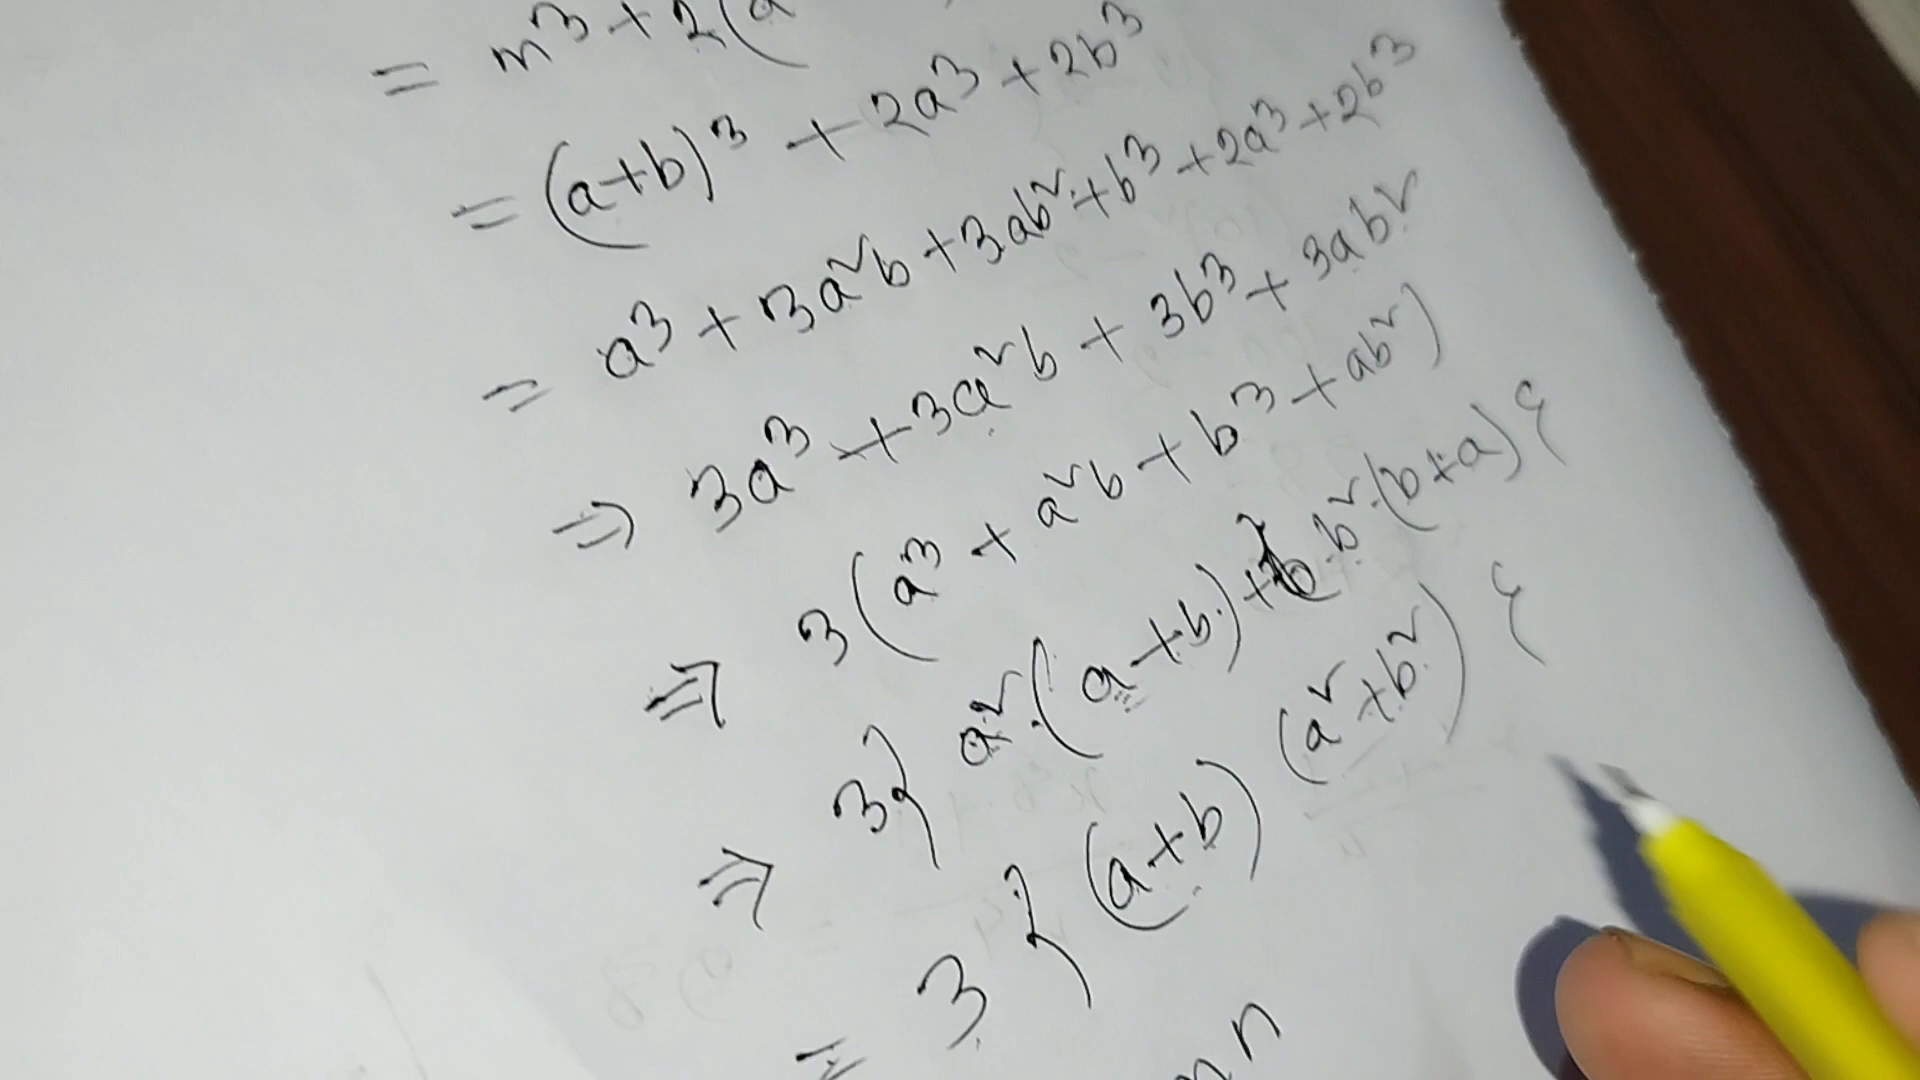 = m³ + 2(a
= (a+b)³ + 2a³ + 2b³
= a³ + 3a²b + 3ab² + b³ + 2a³ + 2b³
⇒ 3a³ + 3a²b + 3b³ + 3ab²
⇒ 3(a³ + a²b + b³ + ab²)
⇒ 3{a²(a+b) + b²(b+a)}
= 3{(a+b)(a²+b²)}
mn